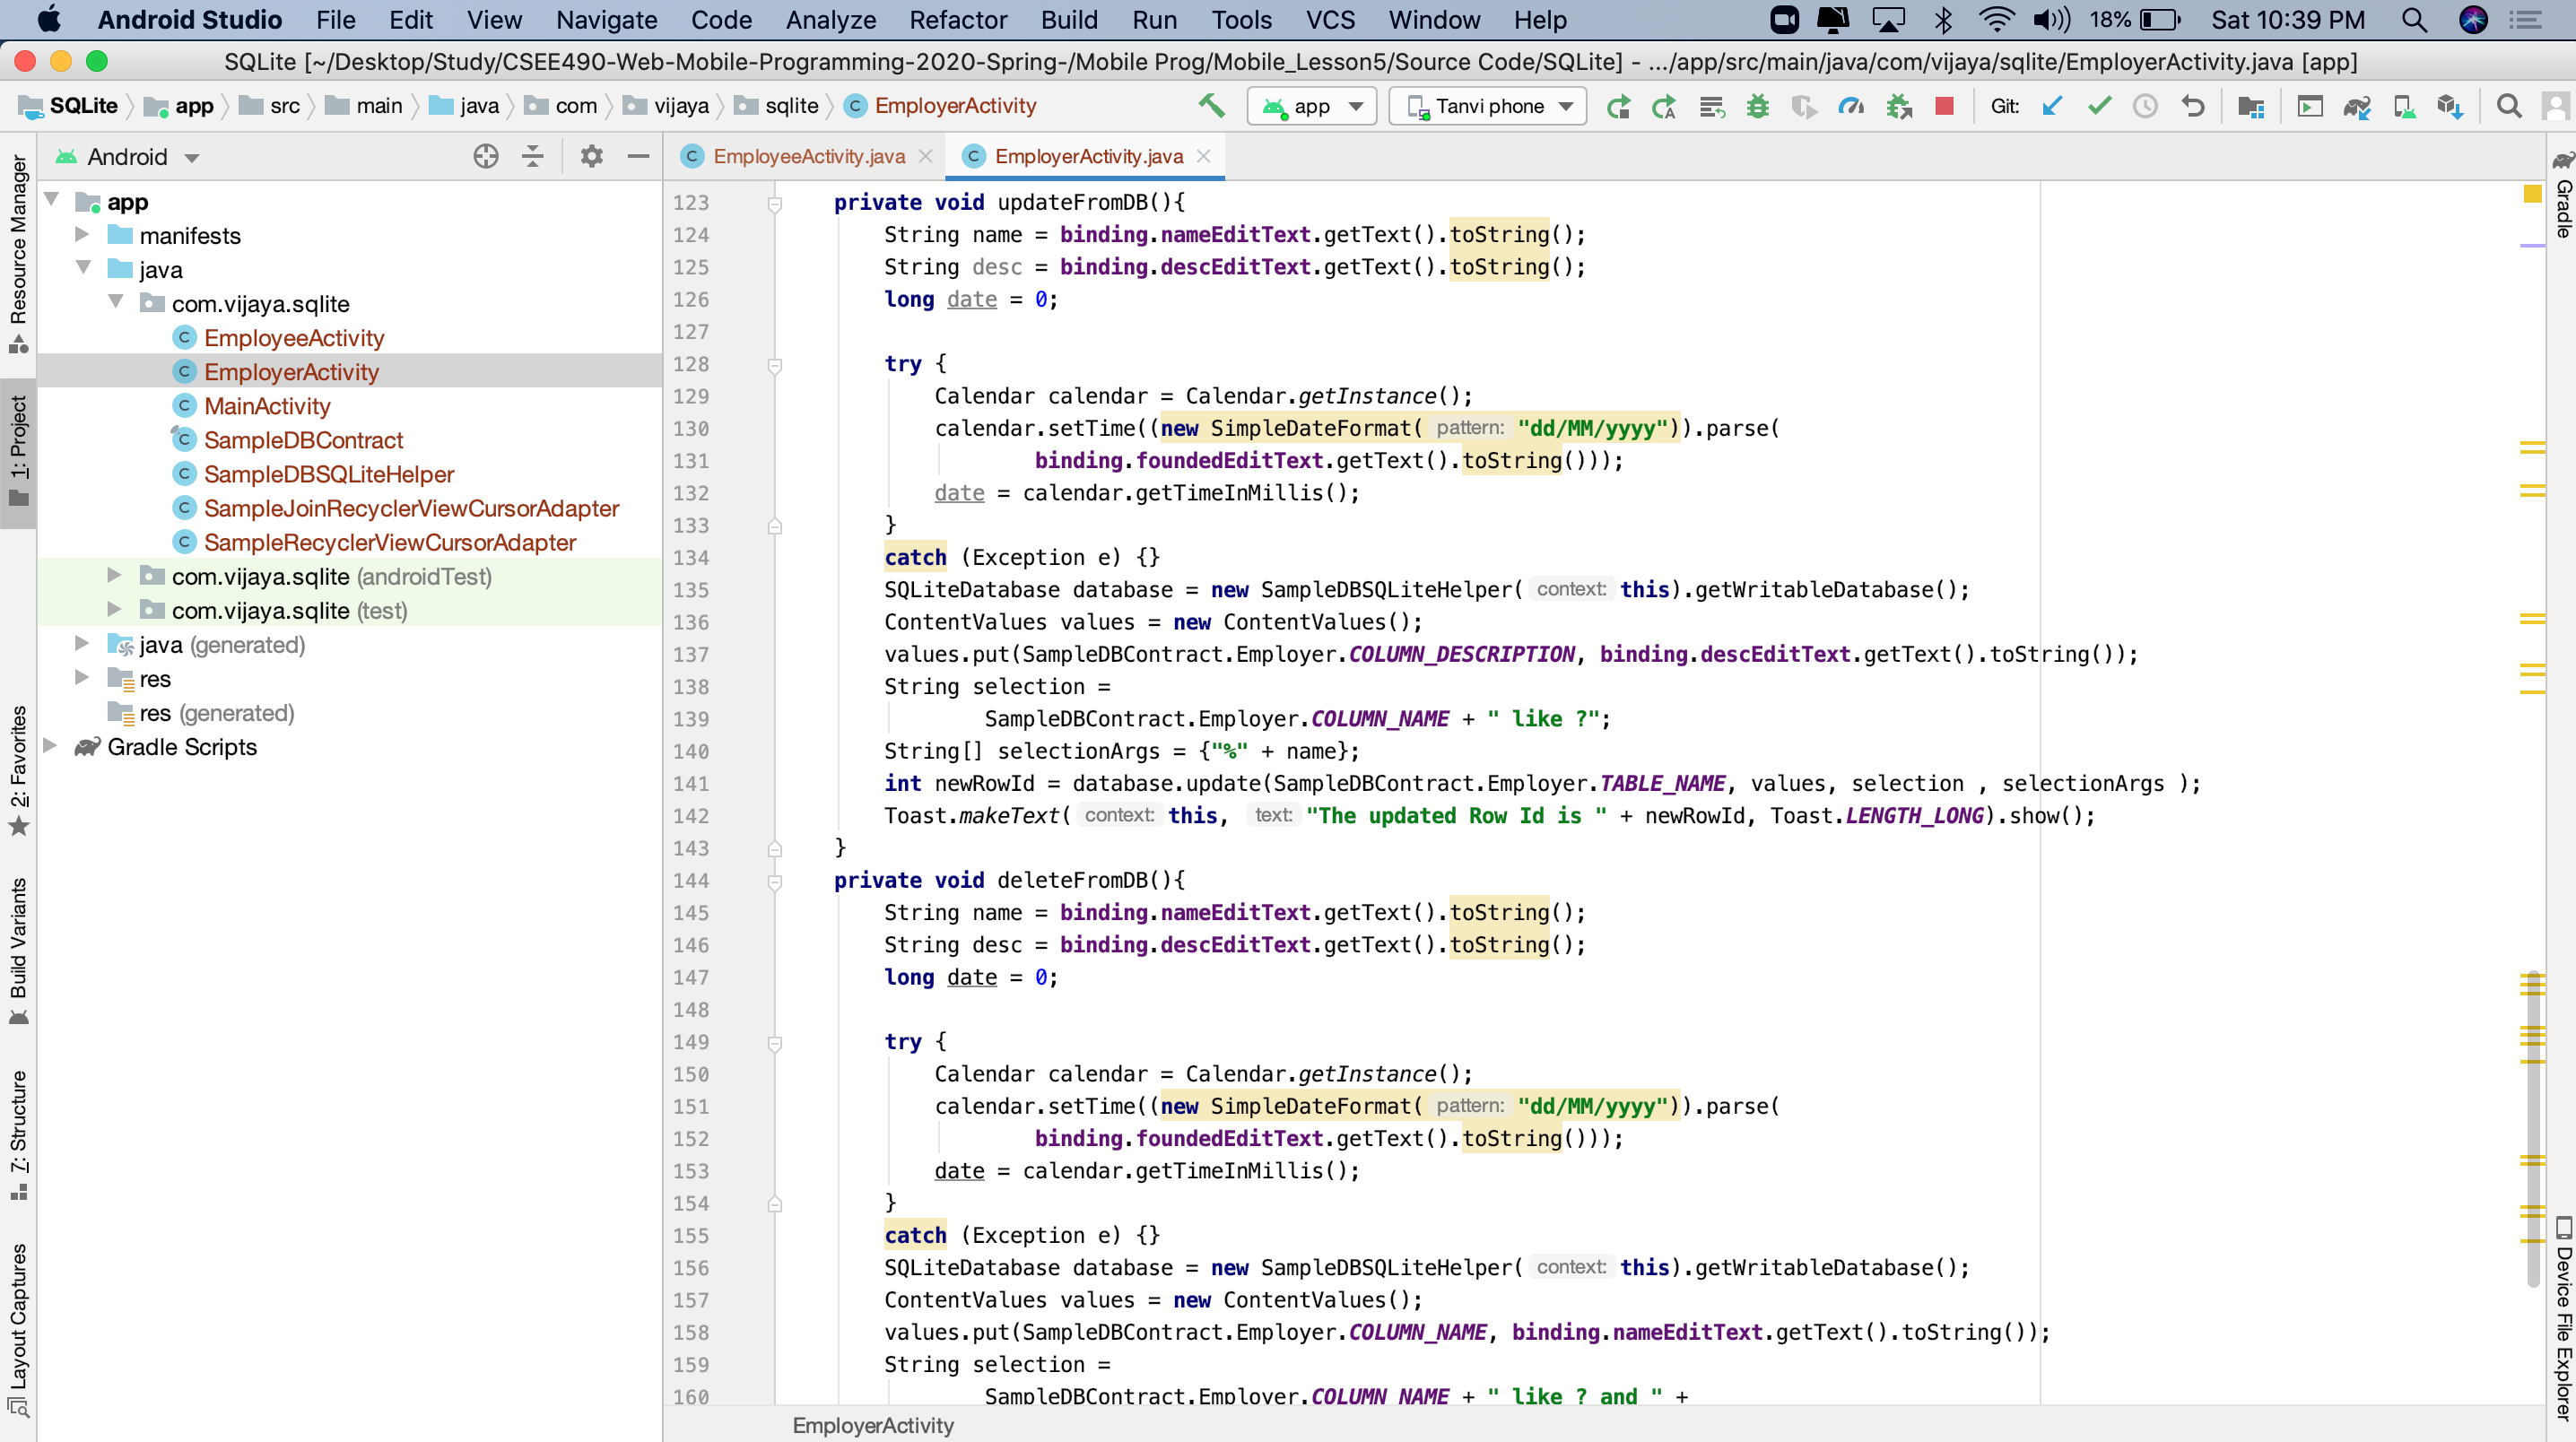 Android Studio File Edit View Navigate Code Analyze Refactor Build Run Tools VCS Window Help 18% Sat 10:39 PM
SQLite [~/Desktop/Study/CSEE490-Web-Mobile-Programming-2020-Spring-/Mobile Prog/Mobile_Lesson5/Source Code/SQLite] - .../app/src/main/java/com/vijaya/sqlite/EmployerActivity.java [app]
SQLite app src main java com vijaya sqlite C EmployerActivity app Tanvi phone Git:
Android
C EmployeeActivity.java C EmployerActivity.java
Resource Manager
1: Project
2: Favorites
Build Variants
7: Structure
Layout Captures
app
manifests
java
com.vijaya.sqlite
C EmployeeActivity
C EmployerActivity
C MainActivity
C SampleDBContract
C SampleDBSQLiteHelper
C SampleJoinRecyclerViewCursorAdapter
C SampleRecyclerViewCursorAdapter
com.vijaya.sqlite (androidTest)
com.vijaya.sqlite (test)
java (generated)
res
res (generated)
Gradle Scripts
123 private void updateFromDB(){
124 String name = binding.nameEditText.getText().toString();
125 String desc = binding.descEditText.getText().toString();
126 long date = 0;
127
128 try {
129 Calendar calendar = Calendar.getInstance();
130 calendar.setTime((new SimpleDateFormat( pattern: "dd/MM/yyyy")).parse(
131 binding.foundedEditText.getText().toString()));
132 date = calendar.getTimeInMillis();
133 }
134 catch (Exception e) {}
135 SQLiteDatabase database = new SampleDBSQLiteHelper( context: this).getWritableDatabase();
136 ContentValues values = new ContentValues();
137 values.put(SampleDBContract.Employer.COLUMN_DESCRIPTION, binding.descEditText.getText().toString());
138 String selection =
139 SampleDBContract.Employer.COLUMN_NAME + " like ?";
140 String[] selectionArgs = {"%" + name};
141 int newRowId = database.update(SampleDBContract.Employer.TABLE_NAME, values, selection , selectionArgs );
142 Toast.makeText( context: this, text: "The updated Row Id is " + newRowId, Toast.LENGTH_LONG).show();
143 }
144 private void deleteFromDB(){
145 String name = binding.nameEditText.getText().toString();
146 String desc = binding.descEditText.getText().toString();
147 long date = 0;
148
149 try {
150 Calendar calendar = Calendar.getInstance();
151 calendar.setTime((new SimpleDateFormat( pattern: "dd/MM/yyyy")).parse(
152 binding.foundedEditText.getText().toString()));
153 date = calendar.getTimeInMillis();
154 }
155 catch (Exception e) {}
156 SQLiteDatabase database = new SampleDBSQLiteHelper( context: this).getWritableDatabase();
157 ContentValues values = new ContentValues();
158 values.put(SampleDBContract.Employer.COLUMN_NAME, binding.nameEditText.getText().toString());
159 String selection =
160 SampleDBContract.Employer.COLUMN_NAME + " like ? and " +
EmployerActivity
Gradle
Device File Explorer